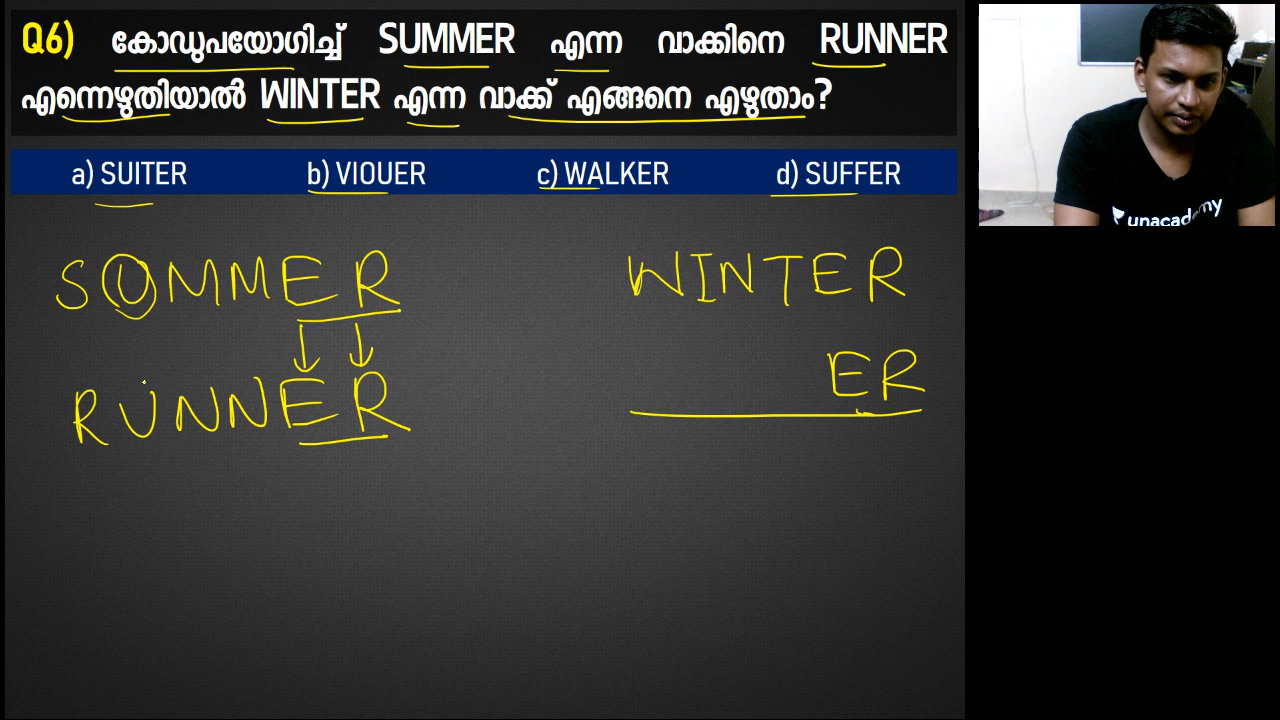 Q6) കോഡുപയോഗിച്ച് SUMMER എന്ന വാക്കിനെ RUNNER
എന്നെഴുതിയാൽ WINTER എന്ന വാക്ക് എങ്ങനെ എഴുതാം?
a) SUITER b) VIOUER c) WALKER d) SUFFER
SUMMER WINTER
ER
RUNNER
unacademy